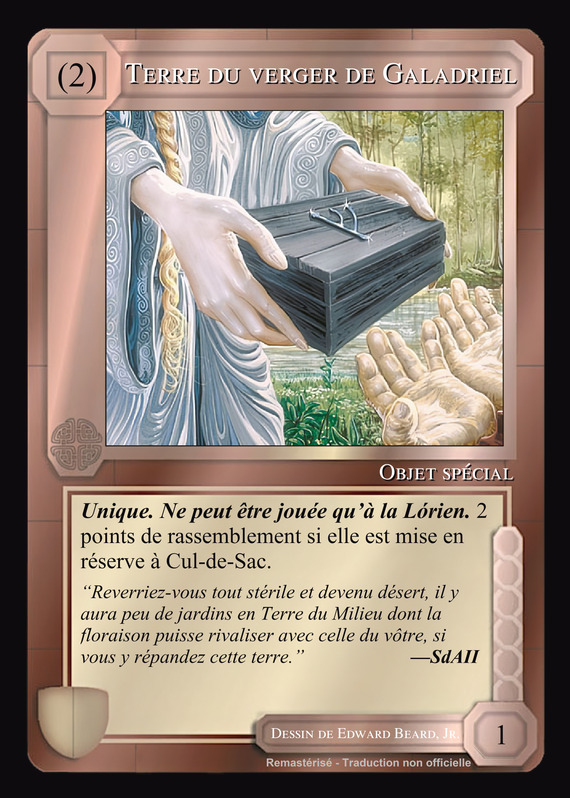 (2) Terre du verger de Galadriel
Objet spécial
Unique. Ne peut être jouée qu’à la Lórien. 2
points de rassemblement si elle est mise en
réserve à Cul-de-Sac.
“Reverriez-vous tout stérile et devenu désert, il y
aura peu de jardins en Terre du Milieu dont la
floraison puisse rivaliser avec celle du vôtre, si
vous y répandez cette terre.” —SdAII
Dessin de Edward Beard, Jr. 1
Remastérisé - Traduction non officielle